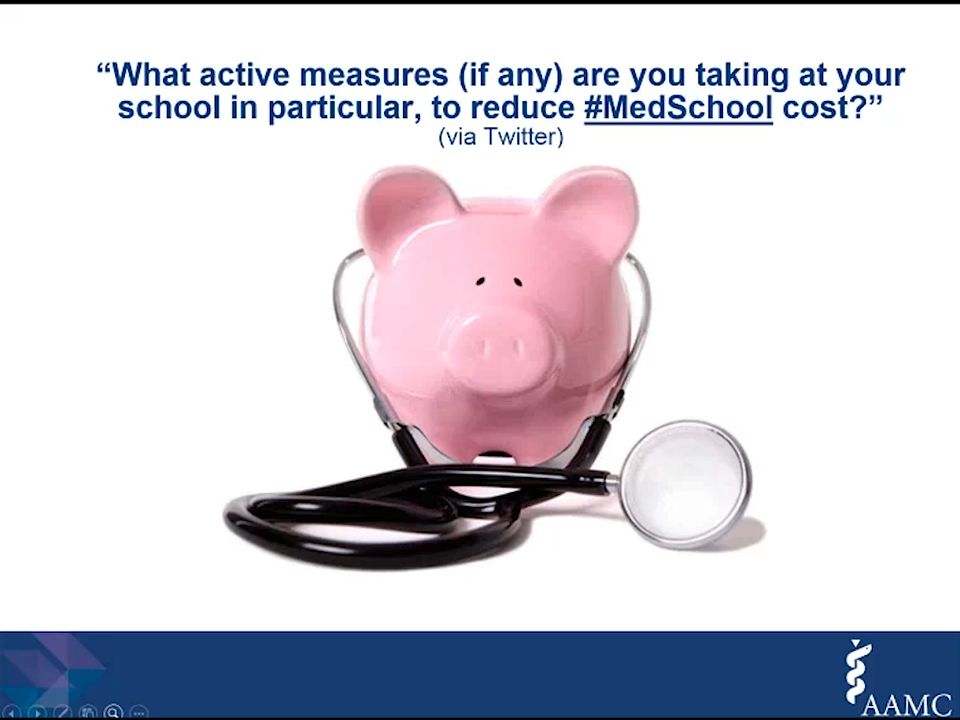 “What active measures (if any) are you taking at your
school in particular, to reduce #MedSchool cost?”
(via Twitter)
AAMC